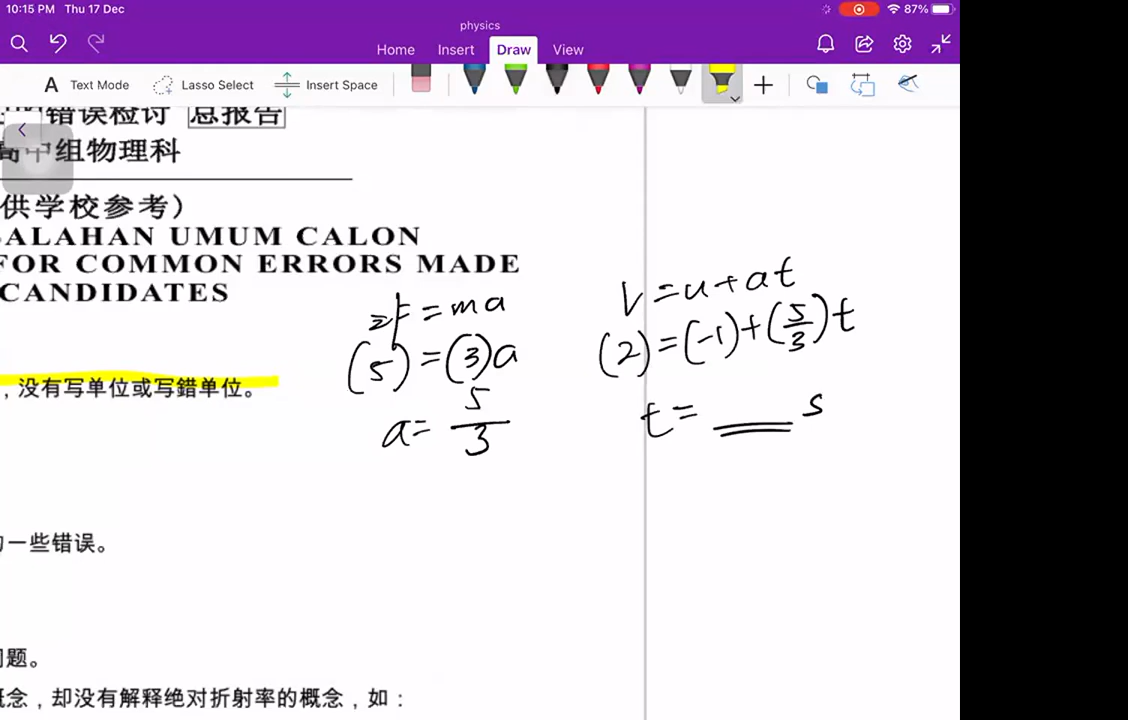 10:15 PM Thu 17 Dec
87%
physics
Home Insert Draw View
A Text Mode Lasso Select Insert Space
错误检讨 总报告
高中组物理科
供学校参考）
SALAHAN UMUM CALON
FOR COMMON ERRORS MADE
CANDIDATES
，没有写单位或写錯单位。
ΣF = ma
(5) = (3)a
a = 5/3
V = u + at
(2) = (-1) + (5/3)t
t = ___ s
一些错误。
题。
概念，却没有解释绝对折射率的概念，如：